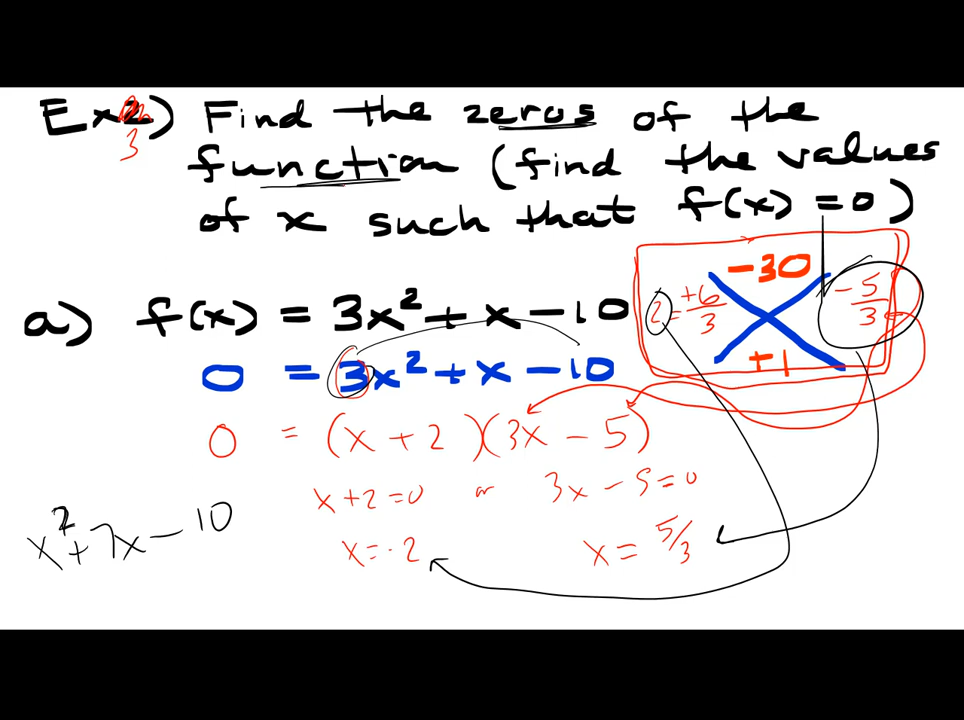 Ex 3) Find the zeros of the
function (find the values
of x such that f(x) = 0)
a) f(x) = 3x² + x - 10
-30
2 = +6/3
-5/3
+1
0 = 3x² + x - 10
0 = (x + 2)(3x - 5)
x + 2 = 0 or 3x - 5 = 0
x = -2 x = 5/3
x² + 7x - 10